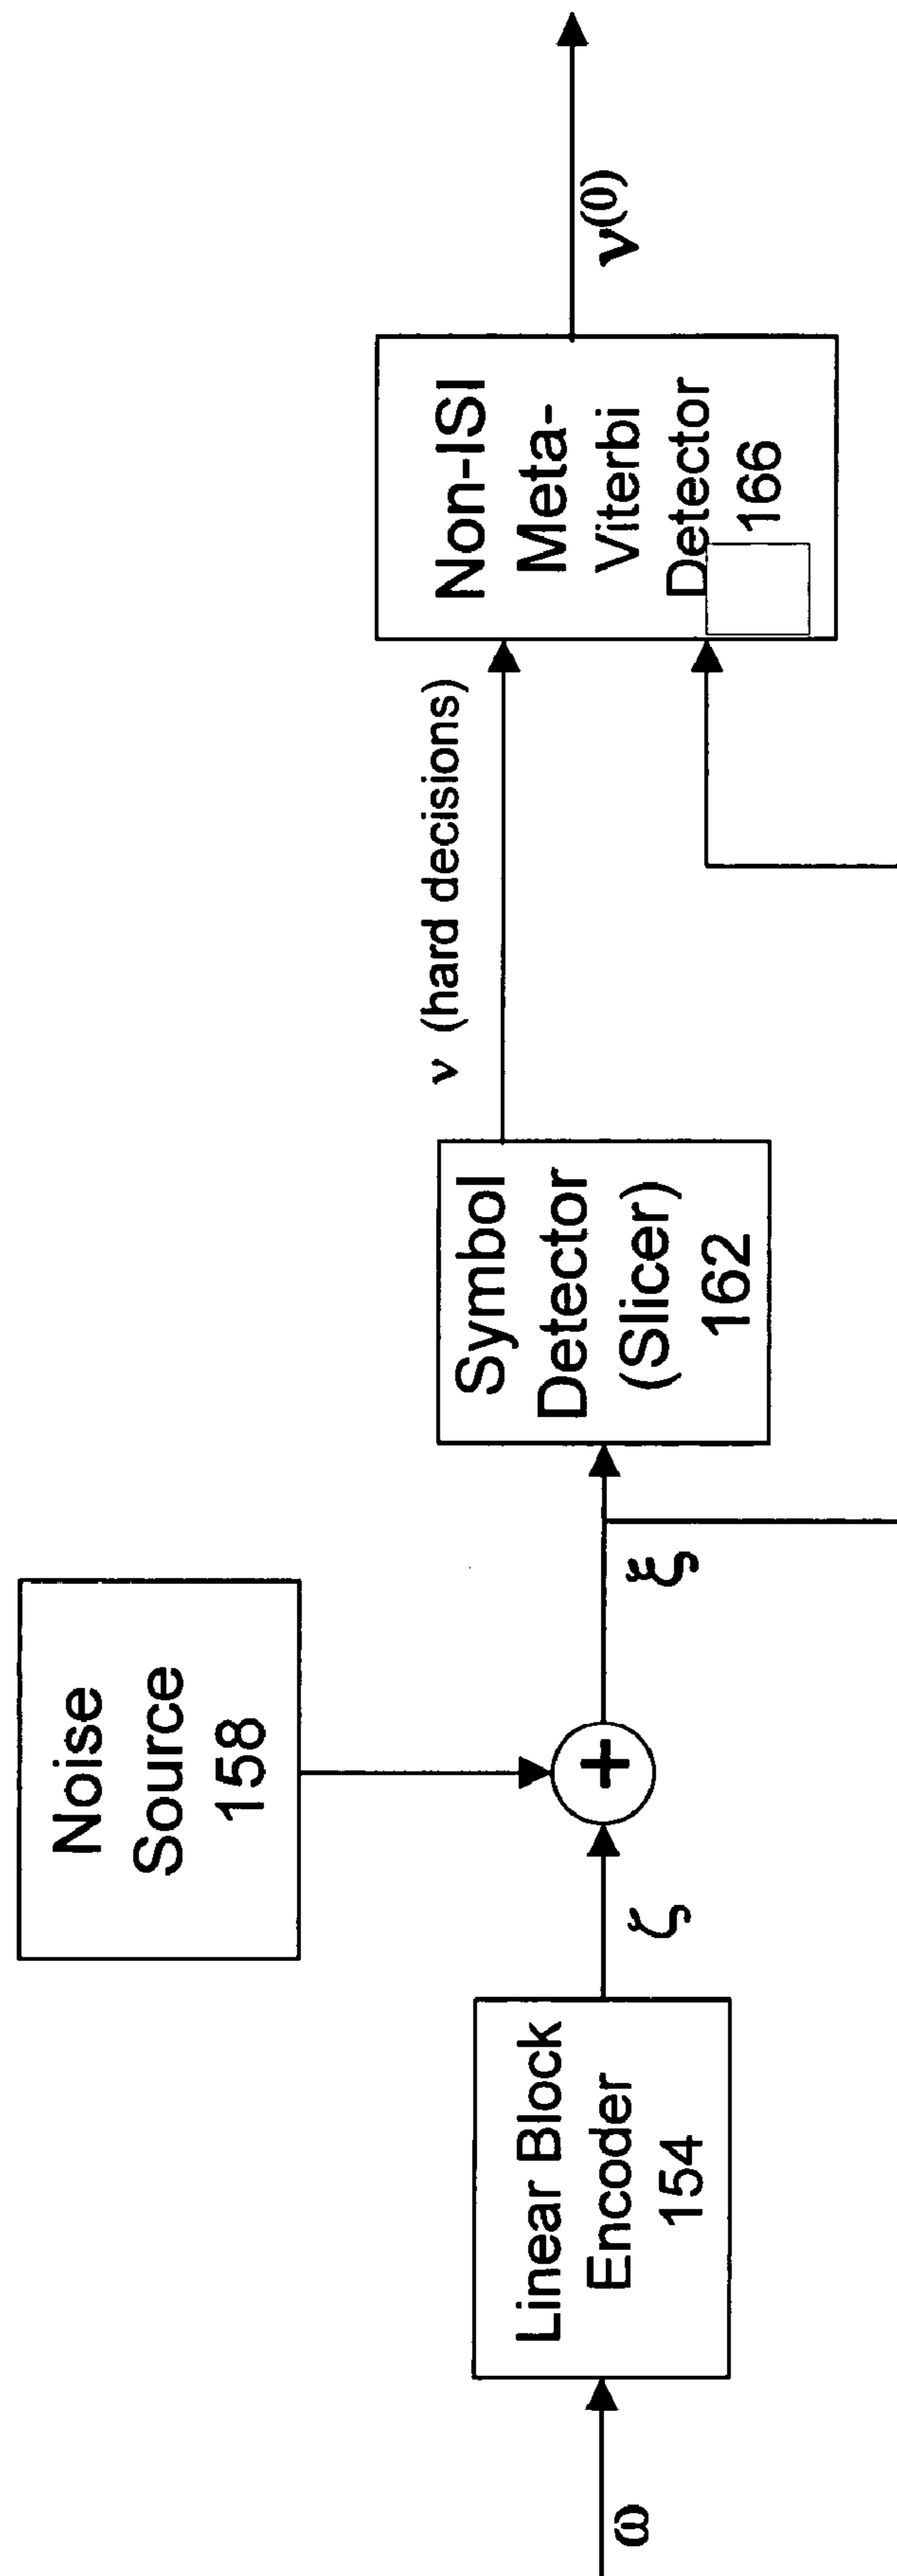 ω
Linear Block
Encoder
154
ζ
Noise
Source
158
+
ξ
Symbol
Detector
(Slicer)
162
ν (hard decisions)
Non-ISI
Meta-
Viterbi
Detector
166
ν(0)